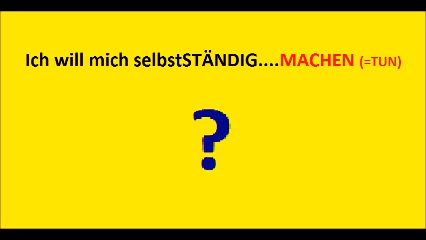 Ich will mich selbstSTÄNDIG....MACHEN (=TUN)
?